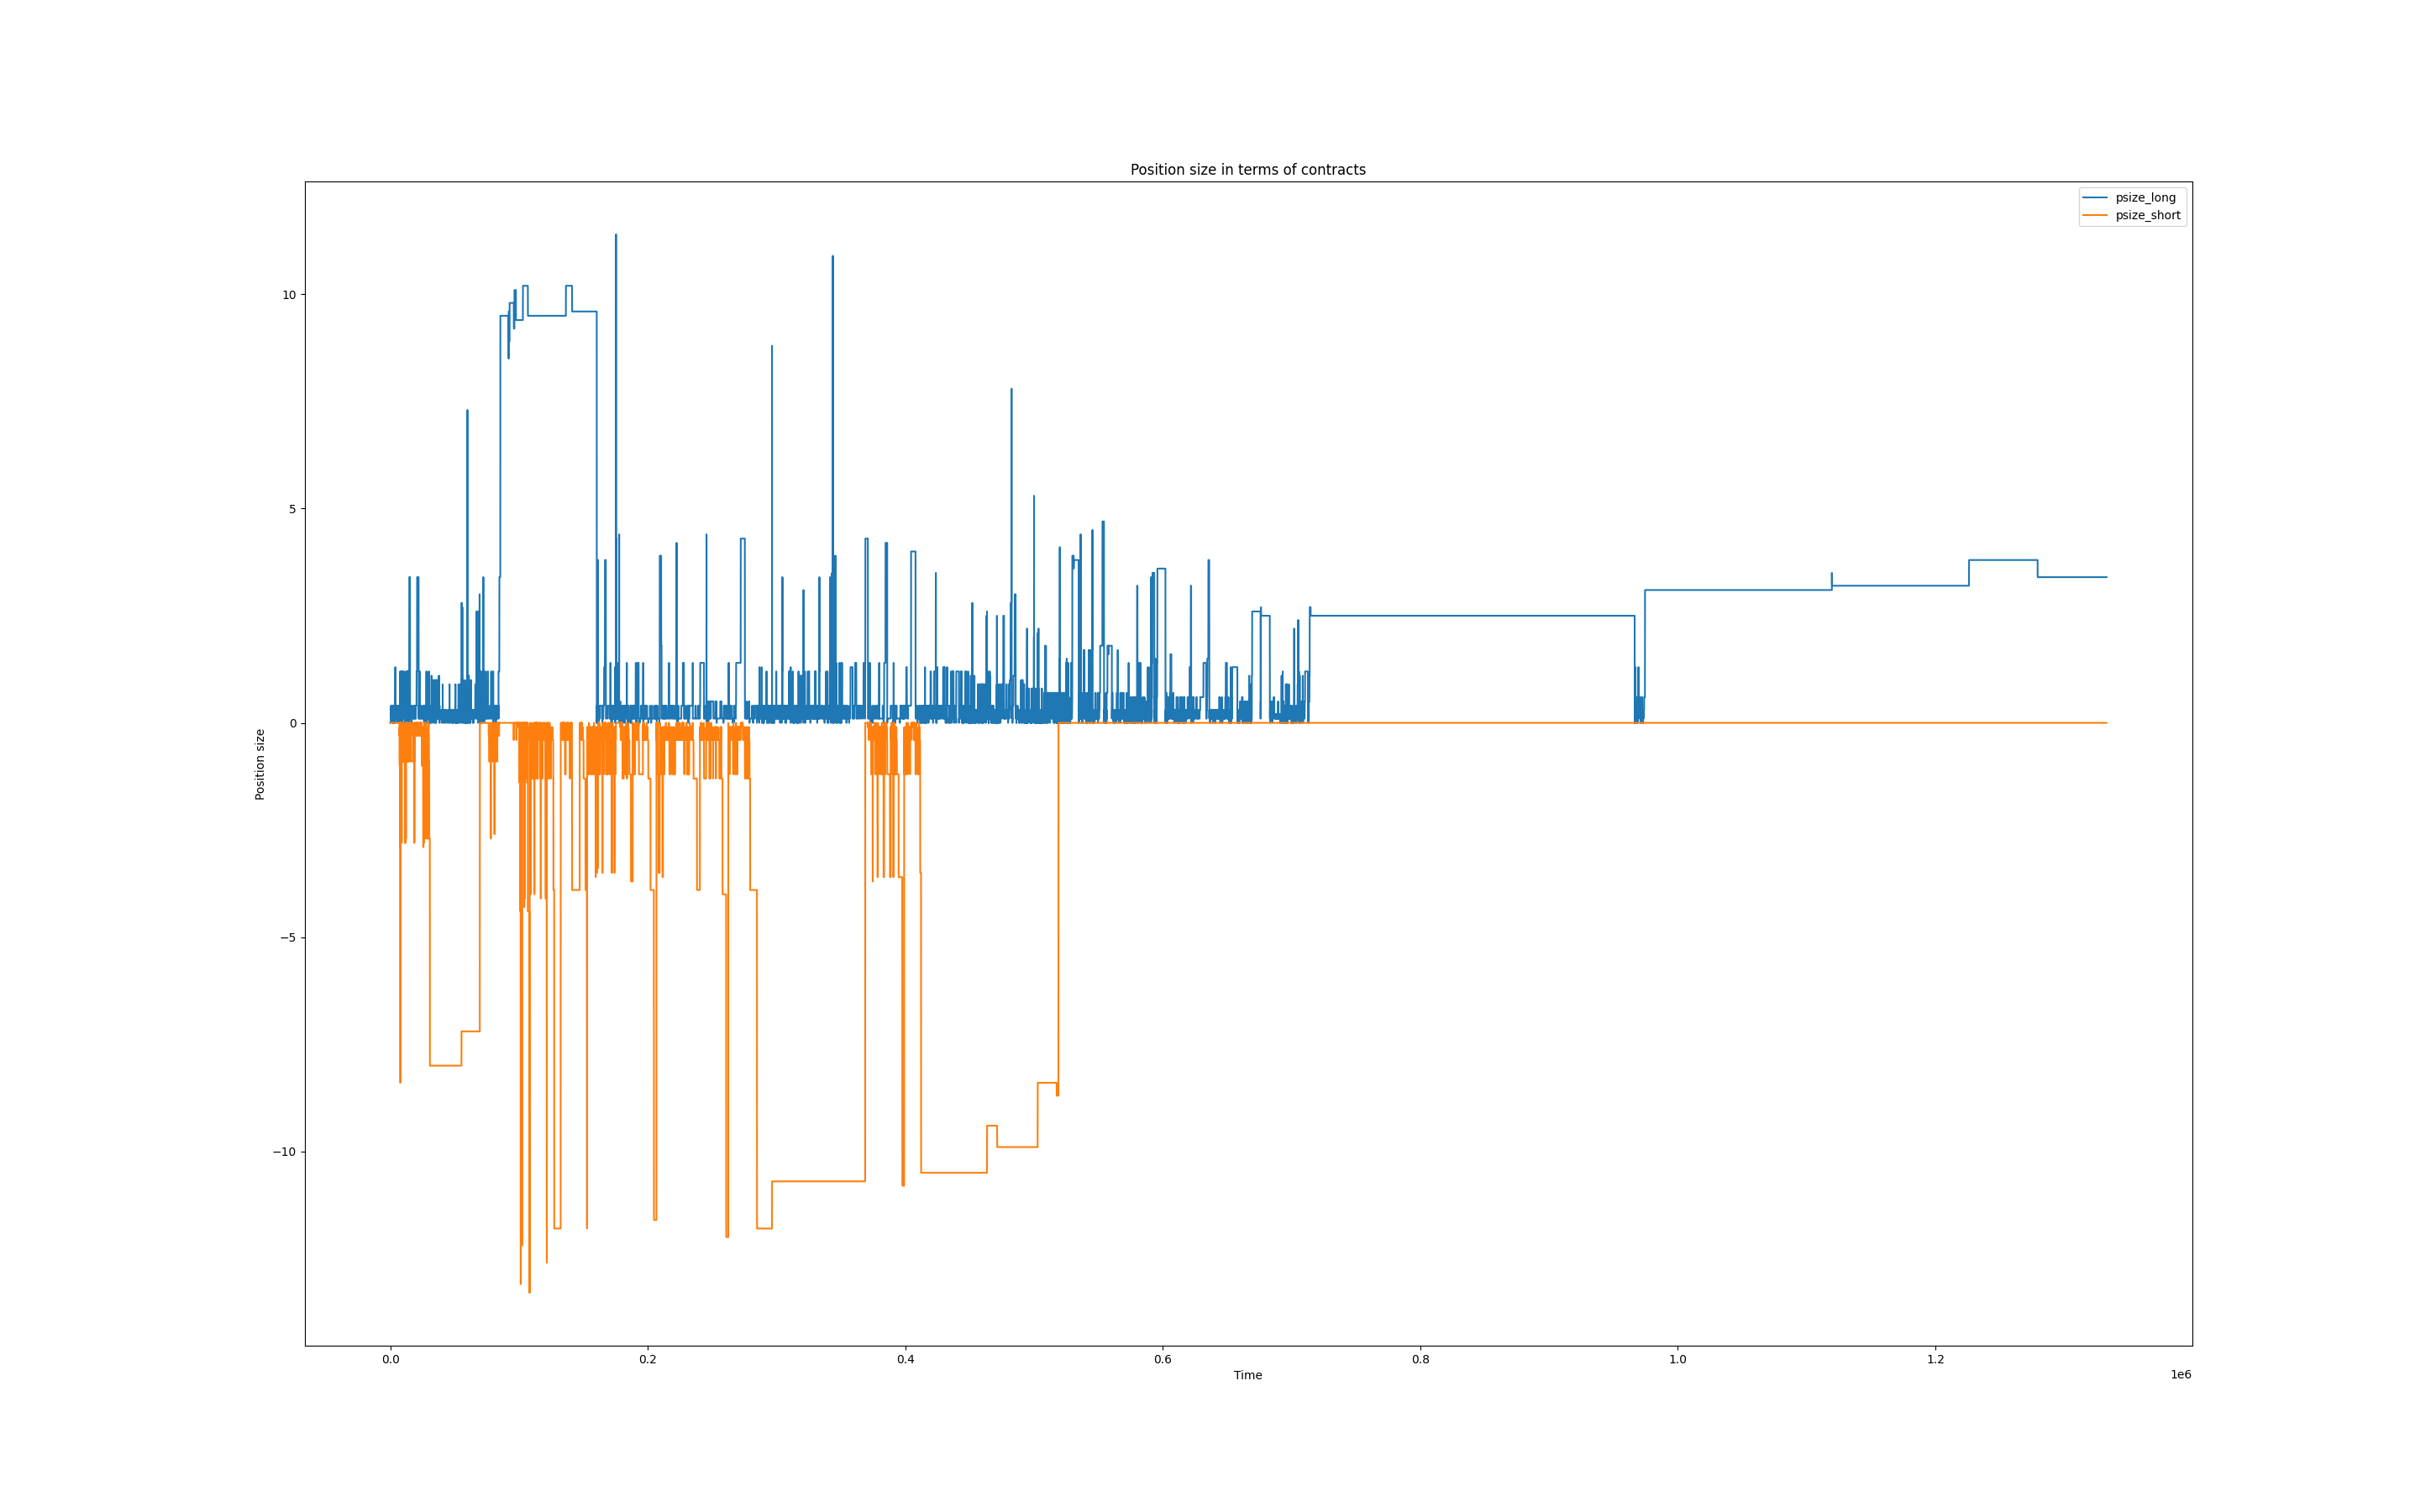 Position size in terms of contracts
psize_long
psize_short
10
5
0
−5
−10
Position size
0.0 0.2 0.4 0.6 0.8 1.0 1.2
Time
1e6